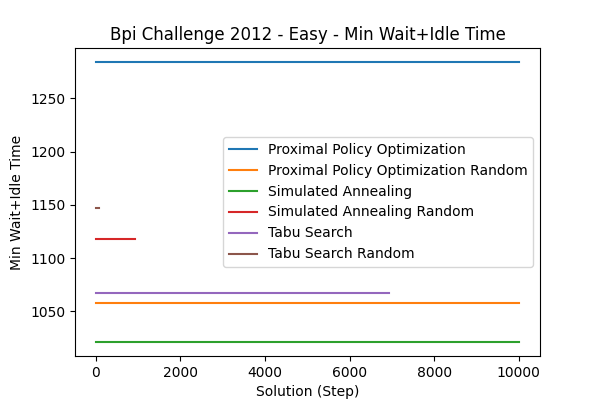 Bpi Challenge 2012 - Easy - Min Wait+Idle Time
Min Wait+Idle Time
1250
1200
1150
1100
1050
Proximal Policy Optimization
Proximal Policy Optimization Random
Simulated Annealing
Simulated Annealing Random
Tabu Search
Tabu Search Random
0 2000 4000 6000 8000 10000
Solution (Step)